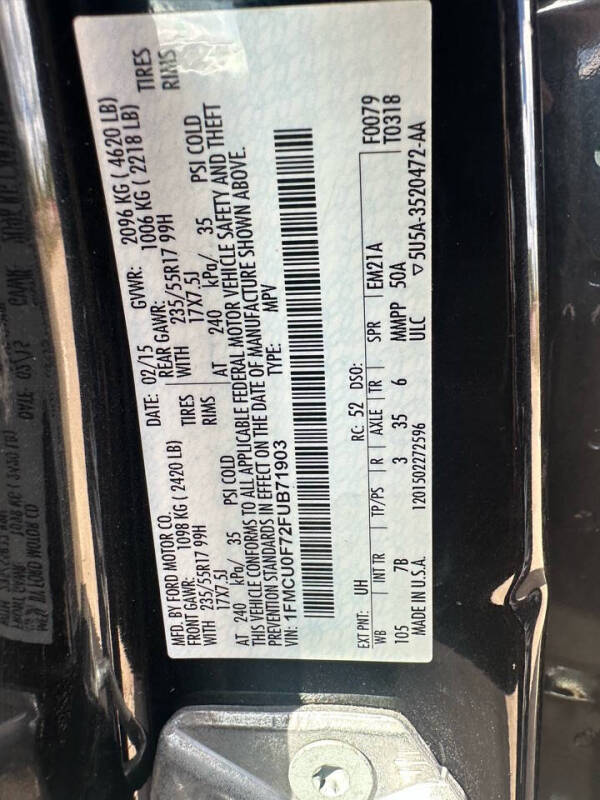 MFD. BY FORD MOTOR CO.
DATE: 02/15 GVWR: 2096 KG ( 4620 LB)
FRONT GAWR: 1098 KG ( 2420 LB) REAR GAWR: 1006 KG ( 2218 LB)
WITH 235/55R17 99H TIRES WITH 235/55R17 99H TIRES
17X7.5J RIMS 17X7.5J RIMS
AT 240 kPa/ 35 PSI COLD AT 240 kPa/ 35 PSI COLD
THIS VEHICLE CONFORMS TO ALL APPLICABLE FEDERAL MOTOR VEHICLE SAFETY AND THEFT
PREVENTION STANDARDS IN EFFECT ON THE DATE OF MANUFACTURE SHOWN ABOVE.
VIN: 1FMCU0F72FUB71903 TYPE: MPV
F0079
EXT PNT: UH RC: 52 DSO: T0318
WB INT TR TP/PS R AXLE TR SPR EM21A
105 7B 3 35 6 MMPP 50A
MADE IN U.S.A. 1201502272596 ULC ▽5U5A-3520472-AA